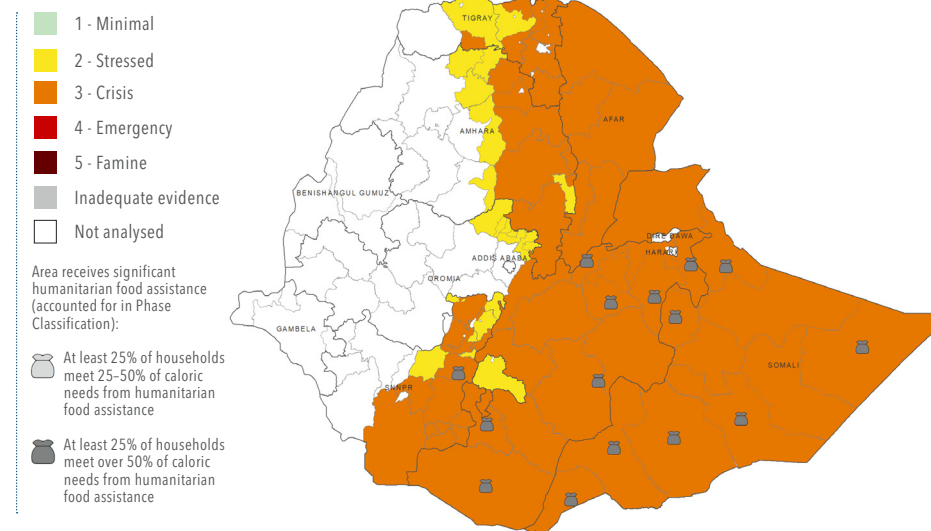 1 - Minimal
2 - Stressed
3 - Crisis
4 - Emergency
5 - Famine
Inadequate evidence
Not analysed
Area receives significant
humanitarian food assistance
(accounted for in Phase
Classification):
At least 25% of households
meet 25–50% of caloric
needs from humanitarian
food assistance
At least 25% of households
meet over 50% of caloric
needs from humanitarian
food assistance
TIGRAY
AFAR
AMHARA
BENISHANGUL GUMUZ
DIRE DAWA
HARARI
ADDIS ABABA
OROMIA
GAMBELA
SOMALI
SNNPR